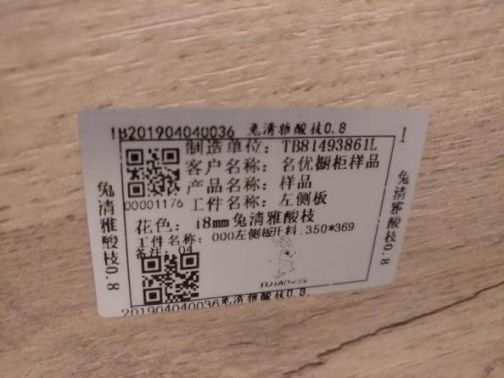 TB201904040036 兔清雅酸枝0.8
1
制造单位： TB81493861L
客户名称： 名优橱柜样品
产品名称： 样品
00001176 工件名称： 左侧板
花色： 18mm兔清雅酸枝
工件名称： 000左侧板开料.350*369
备注：04
兔清雅酸枝0.8
兔清雅酸枝0.8
201904040036兔清雅酸枝0.8